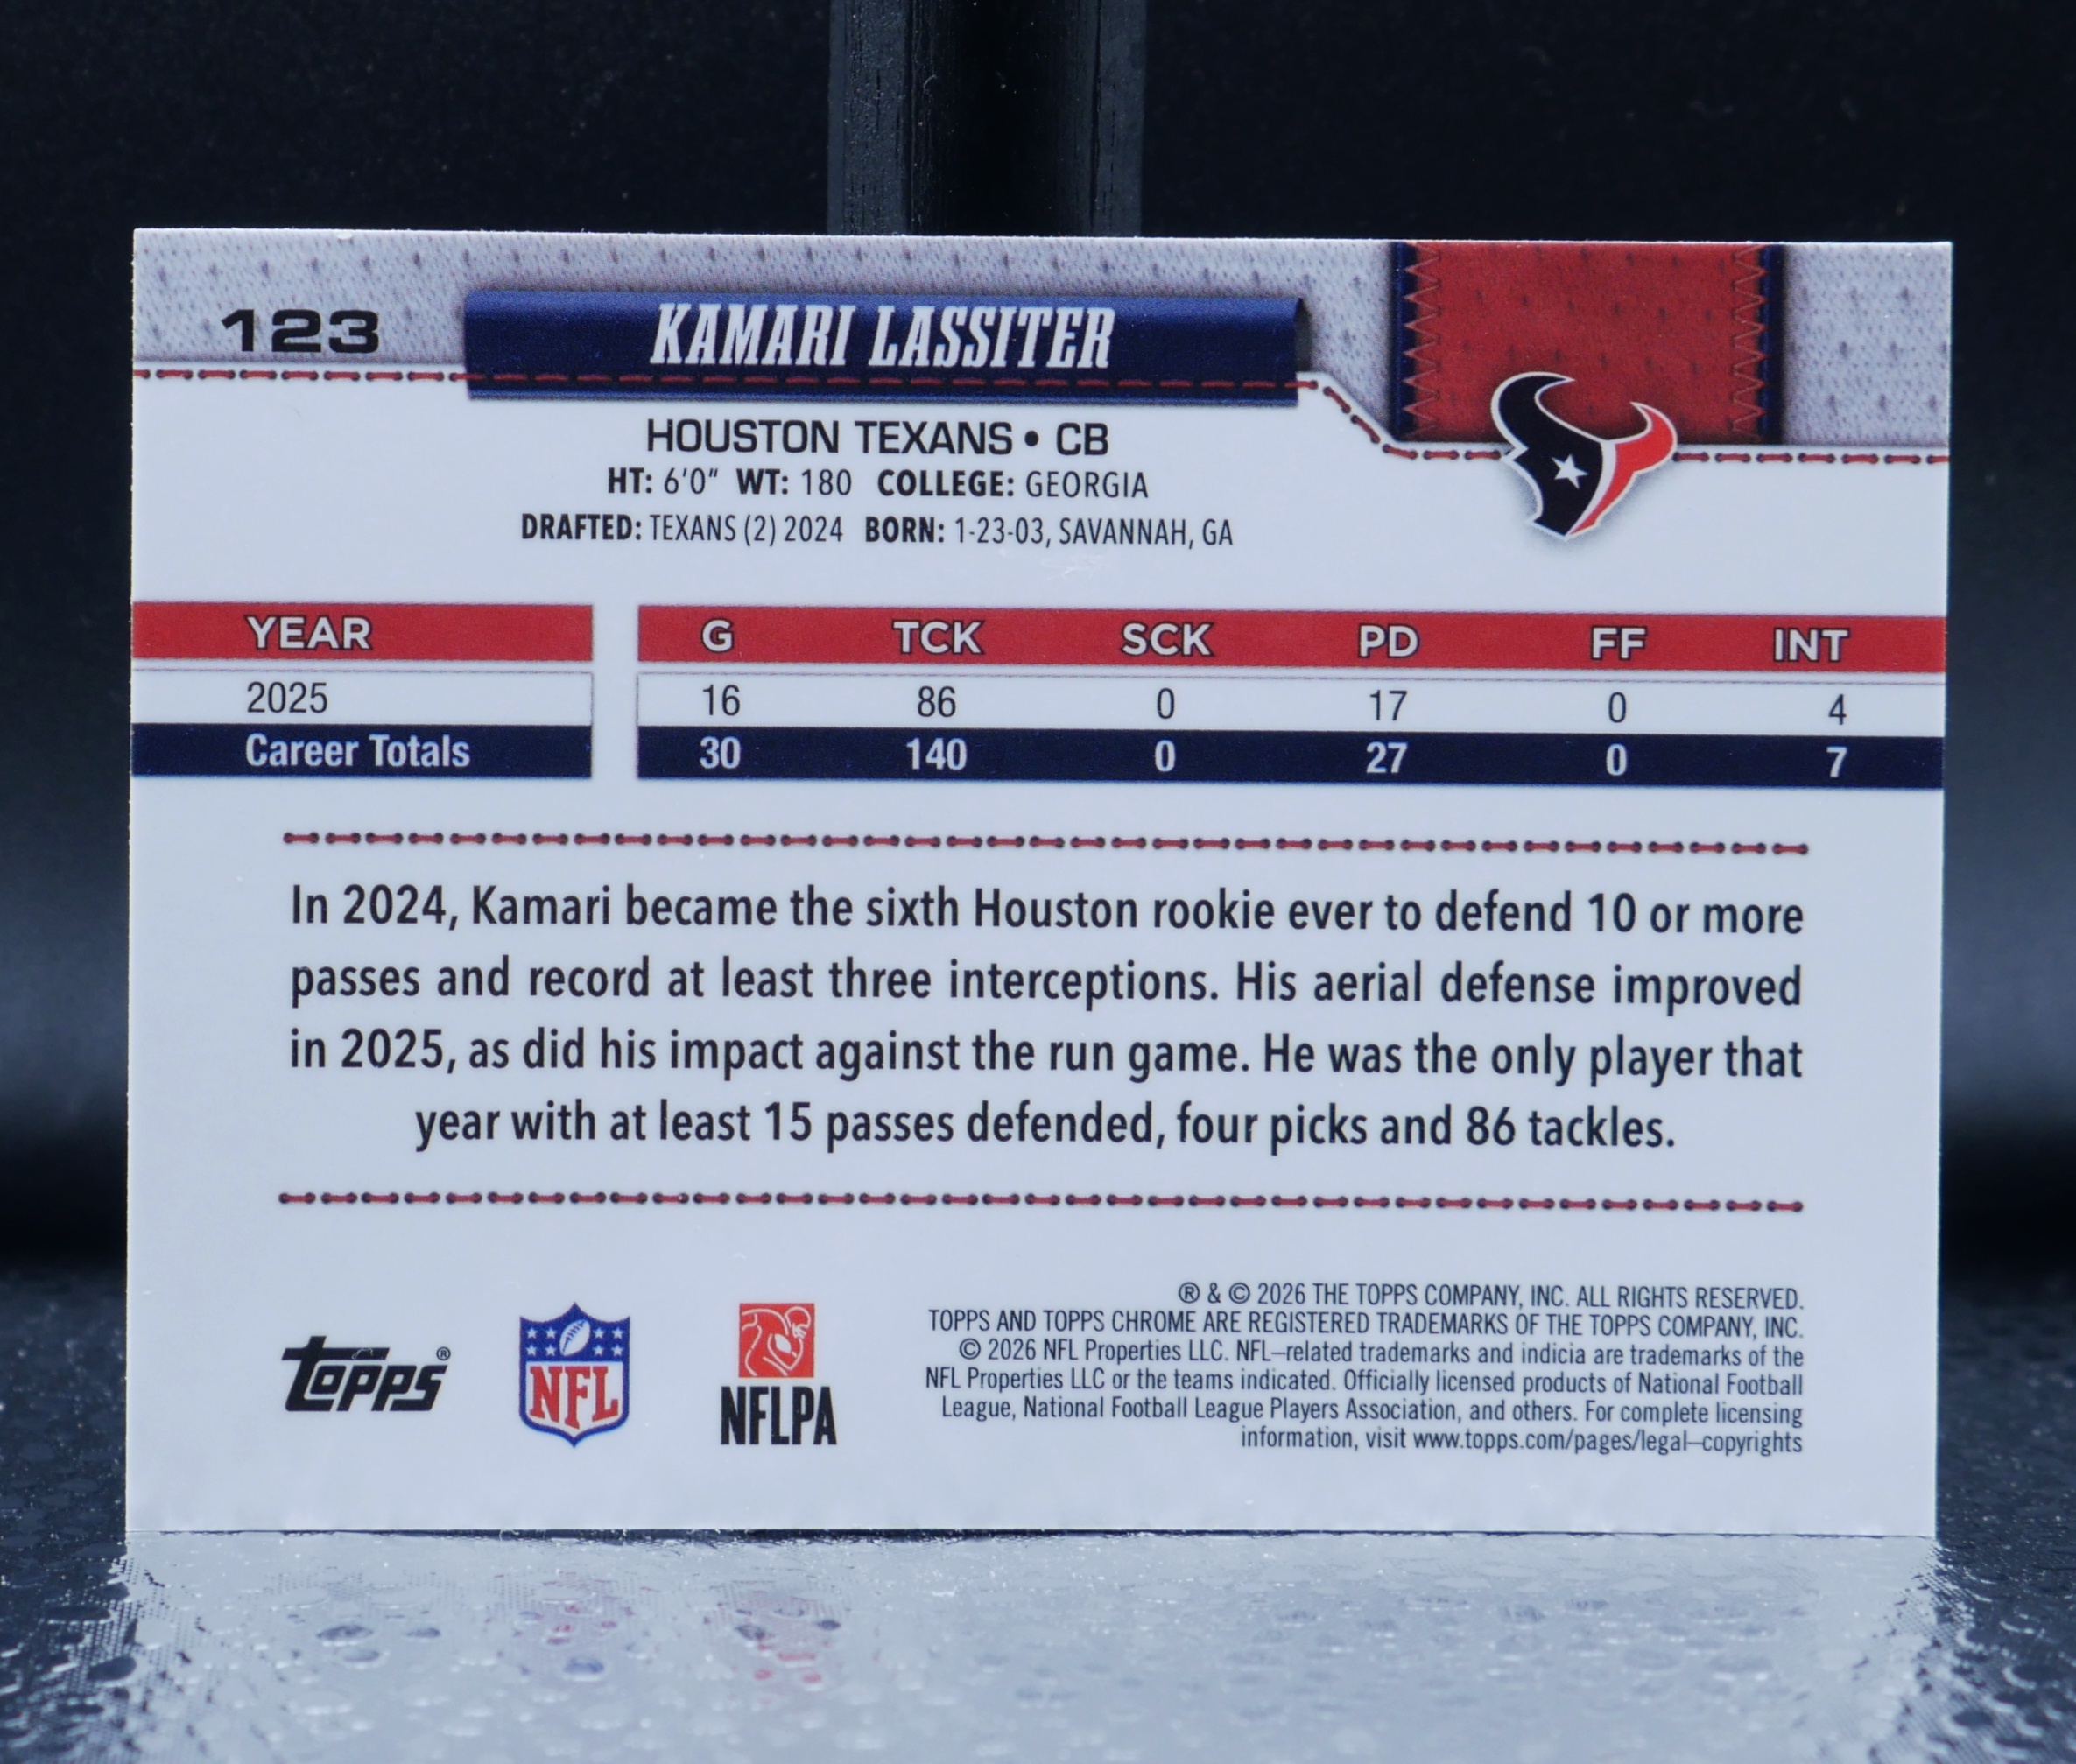 123
KAMARI LASSITER
HOUSTON TEXANS • CB
HT: 6'0" WT: 180 COLLEGE: GEORGIA
DRAFTED: TEXANS (2) 2024 BORN: 1-23-03, SAVANNAH, GA
YEAR G TCK SCK PD FF INT
2025 16 86 0 17 0 4
Career Totals 30 140 0 27 0 7
In 2024, Kamari became the sixth Houston rookie ever to defend 10 or more
passes and record at least three interceptions. His aerial defense improved
in 2025, as did his impact against the run game. He was the only player that
year with at least 15 passes defended, four picks and 86 tackles.
Topps®
NFL
NFLPA
® & © 2026 THE TOPPS COMPANY, INC. ALL RIGHTS RESERVED.
TOPPS AND TOPPS CHROME ARE REGISTERED TRADEMARKS OF THE TOPPS COMPANY, INC.
© 2026 NFL Properties LLC. NFL–related trademarks and indicia are trademarks of the
NFL Properties LLC or the teams indicated. Officially licensed products of National Football
League, National Football League Players Association, and others. For complete licensing
information, visit www.topps.com/pages/legal–copyrights